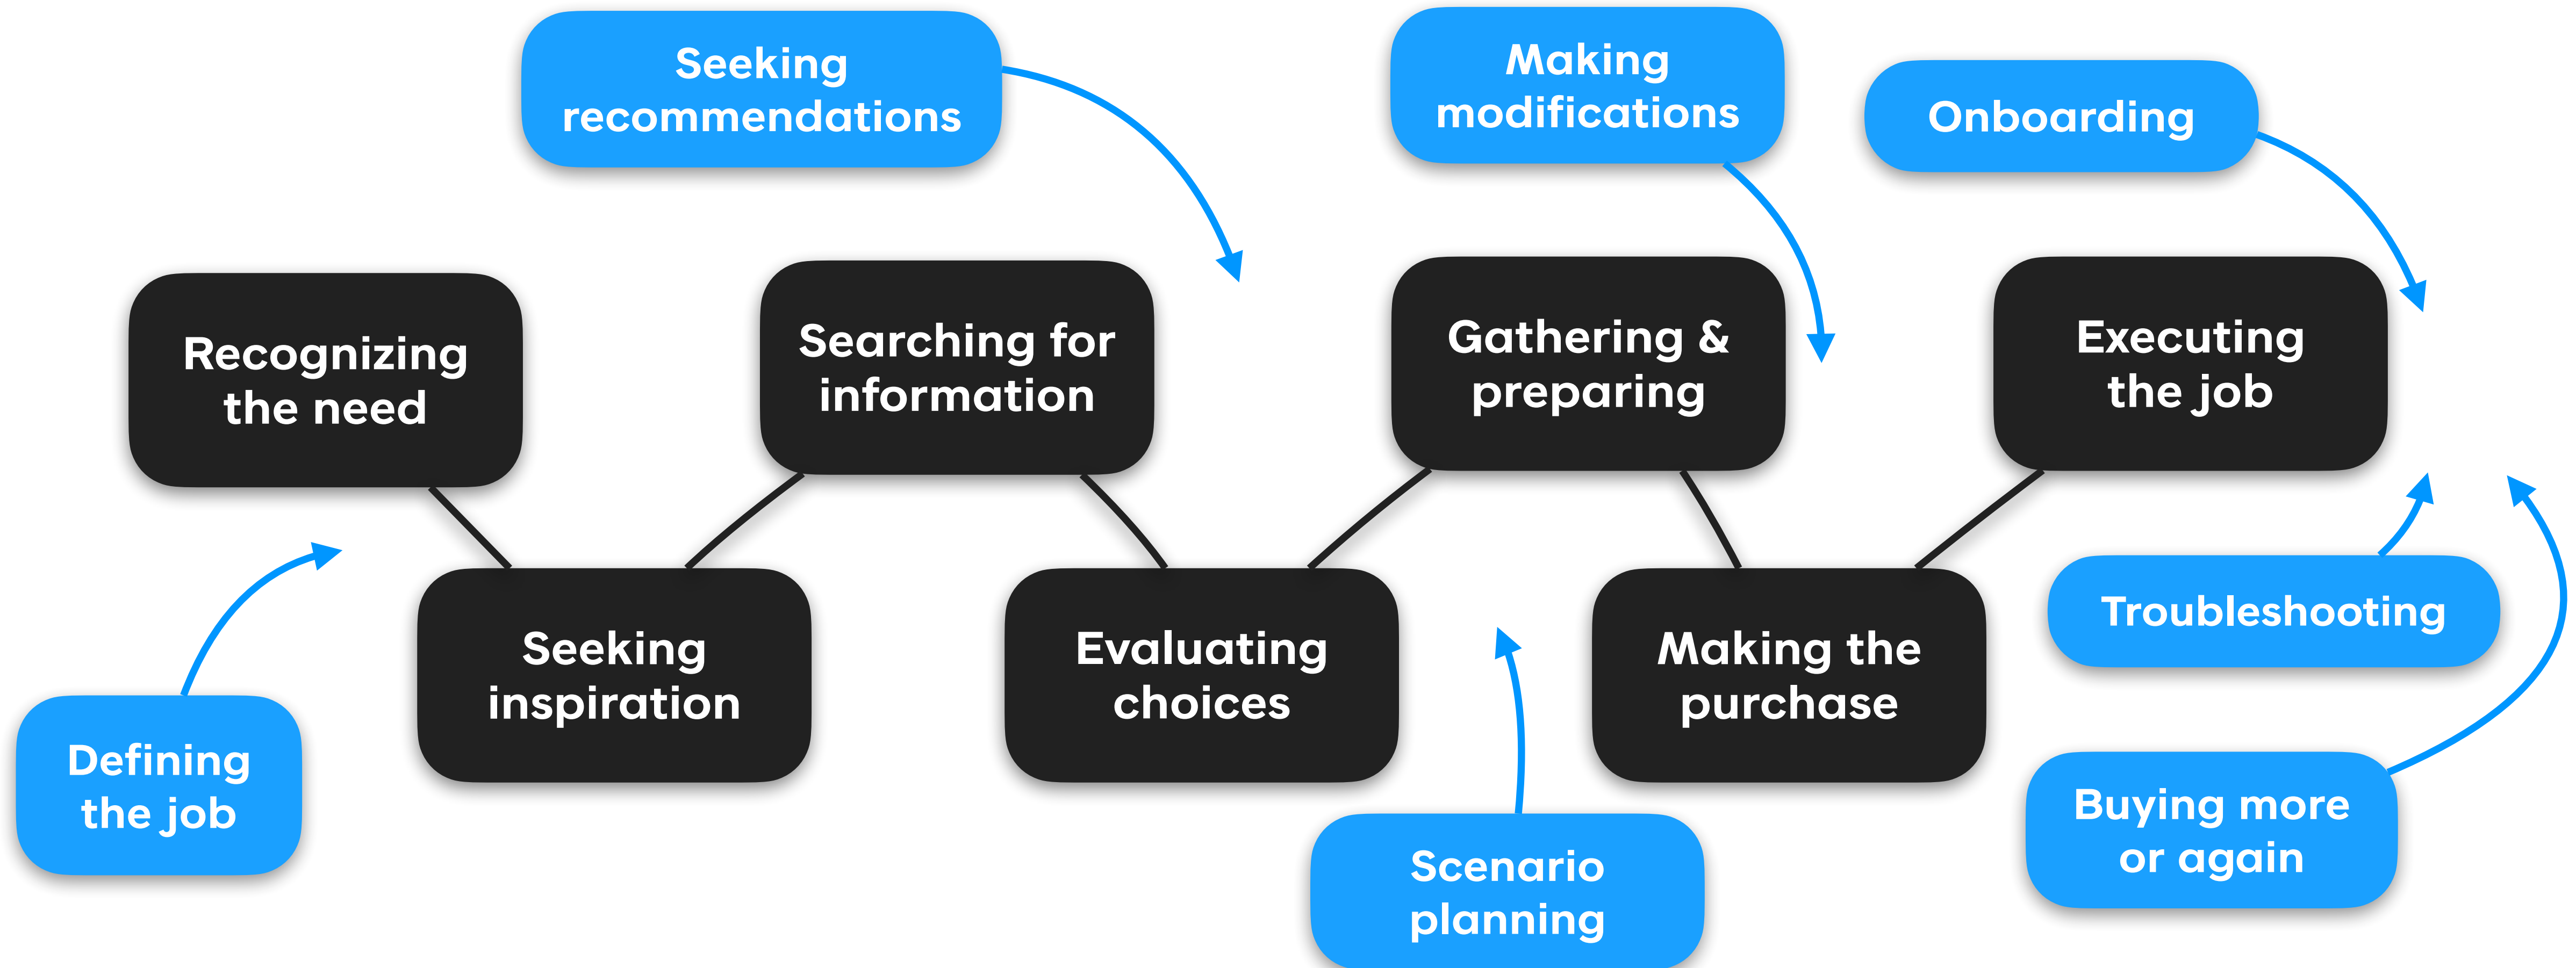 Seeking
recommendations
Making
modifications
Onboarding
Recognizing
the need
Searching for
information
Gathering &
preparing
Executing
the job
Seeking
inspiration
Evaluating
choices
Making the
purchase
Troubleshooting
Defining
the job
Scenario
planning
Buying more
or again